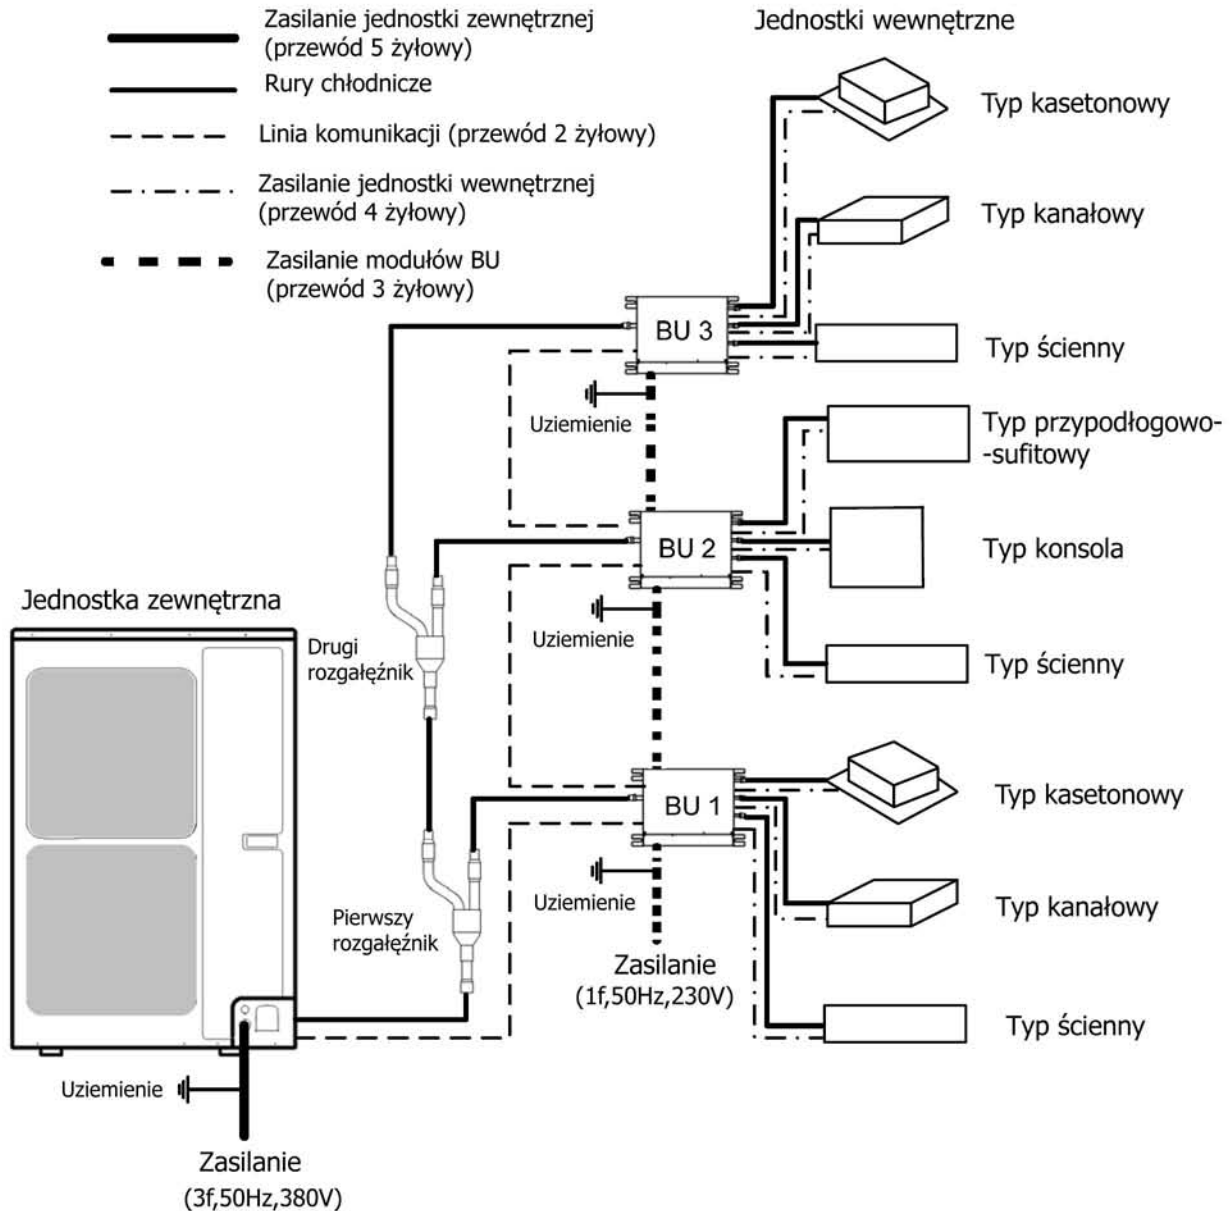 Zasilanie jednostki zewnętrznej
(przewód 5 żyłowy)
Rury chłodnicze
Linia komunikacji (przewód 2 żyłowy)
Zasilanie jednostki wewnętrznej
(przewód 4 żyłowy)
Zasilanie modułów BU
(przewód 3 żyłowy)
Jednostki wewnętrzne
Typ kasetonowy
Typ kanałowy
BU 3
Typ ścienny
Uziemienie
Typ przypodłogowo-
-sufitowy
BU 2
Typ konsola
Uziemienie
Typ ścienny
Jednostka zewnętrzna
Drugi
rozgałęźnik
BU 1
Typ kasetonowy
Uziemienie
Typ kanałowy
Pierwszy
rozgałęźnik
Zasilanie
(1f,50Hz,230V)
Typ ścienny
Uziemienie
Zasilanie
(3f,50Hz,380V)